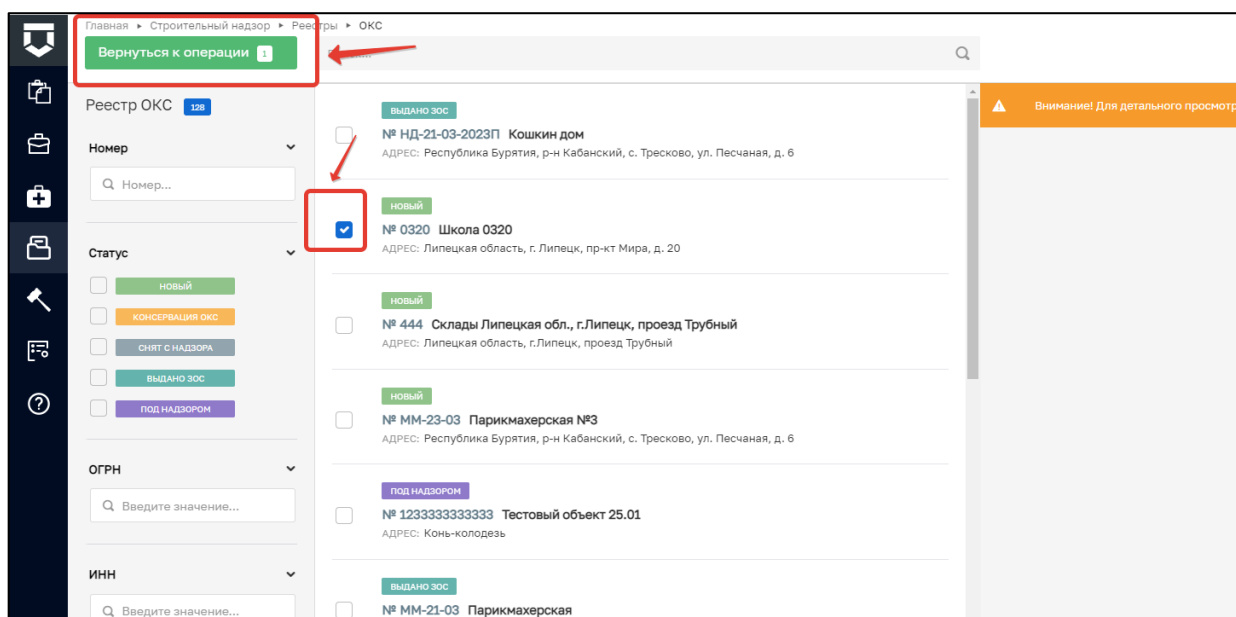 Главная ▸ Строительный надзор ▸ Реестры ▸ ОКС
Вернуться к операции 1
Реестр ОКС 128
Номер
Номер...
Статус
НОВЫЙ
КОНСЕРВАЦИЯ ОКС
СНЯТ С НАДЗОРА
ВЫДАНО ЗОС
ПОД НАДЗОРОМ
ОГРН
Введите значение...
ИНН
Введите значение...
ВЫДАНО ЗОС
№ НД-21-03-2023П Кошкин дом
АДРЕС: Республика Бурятия, р-н Кабанский, с. Тресково, ул. Песчаная, д. 6
НОВЫЙ
№ 0320 Школа 0320
АДРЕС: Липецкая область, г. Липецк, пр-кт Мира, д. 20
НОВЫЙ
№ 444 Склады Липецкая обл., г.Липецк, проезд Трубный
АДРЕС: Липецкая область, г.Липецк, проезд Трубный
НОВЫЙ
№ ММ-23-03 Парикмахерская №3
АДРЕС: Республика Бурятия, р-н Кабанский, с. Тресково, ул. Песчаная, д. 6
ПОД НАДЗОРОМ
№ 1233333333333 Тестовый объект 25.01
АДРЕС: Конь-колодезь
ВЫДАНО ЗОС
№ ММ-21-03 Парикмахерская
Внимание! Для детального просмотр